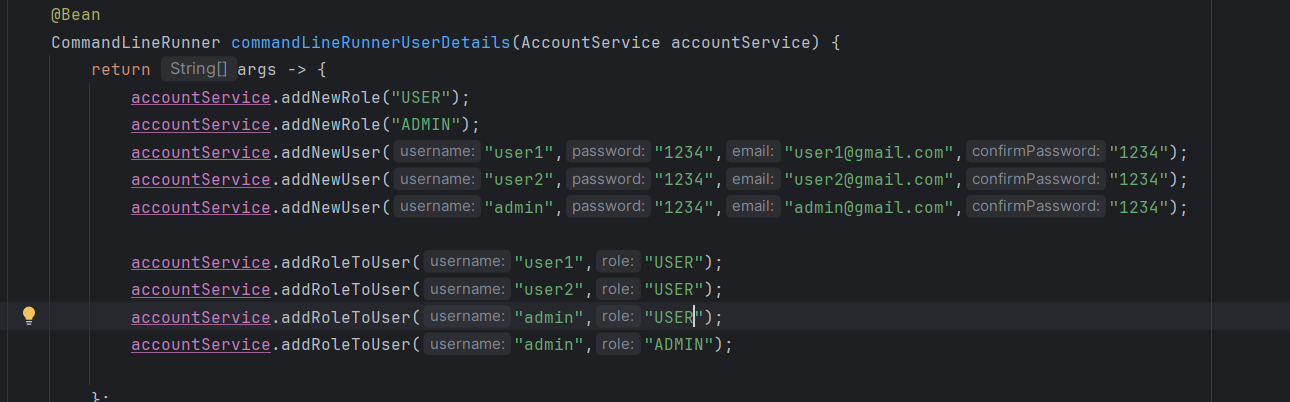 @Bean
CommandLineRunner commandLineRunnerUserDetails(AccountService accountService) {
return String[] args -> {
accountService.addNewRole("USER");
accountService.addNewRole("ADMIN");
accountService.addNewUser( username: "user1", password: "1234", email: "user1@gmail.com", confirmPassword: "1234");
accountService.addNewUser( username: "user2", password: "1234", email: "user2@gmail.com", confirmPassword: "1234");
accountService.addNewUser( username: "admin", password: "1234", email: "admin@gmail.com", confirmPassword: "1234");
accountService.addRoleToUser( username: "user1", role: "USER");
accountService.addRoleToUser( username: "user2", role: "USER");
accountService.addRoleToUser( username: "admin", role: "USER");
accountService.addRoleToUser( username: "admin", role: "ADMIN");
};